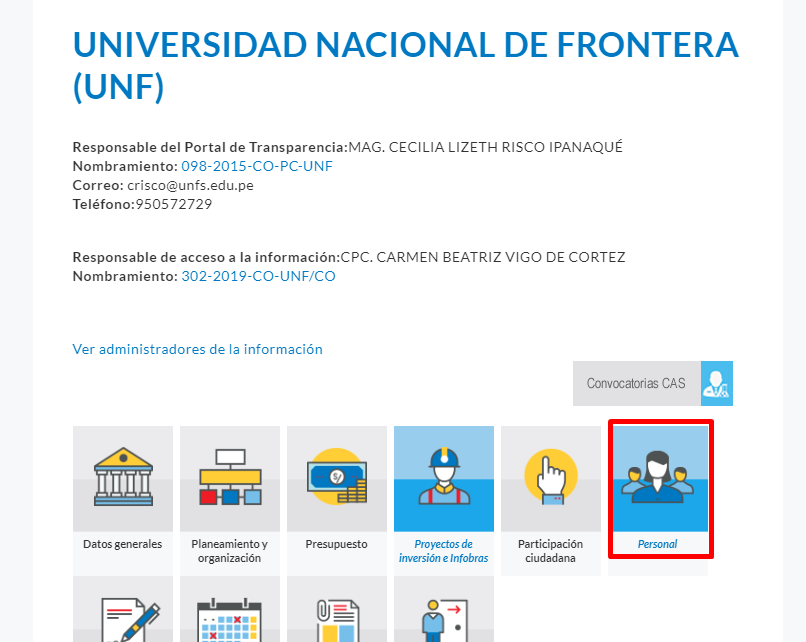 UNIVERSIDAD NACIONAL DE FRONTERA
(UNF)
Responsable del Portal de Transparencia:MAG. CECILIA LIZETH RISCO IPANAQUÉ
Nombramiento: 098-2015-CO-PC-UNF
Correo: crisco@unfs.edu.pe
Teléfono:950572729
Responsable de acceso a la información:CPC. CARMEN BEATRIZ VIGO DE CORTEZ
Nombramiento: 302-2019-CO-UNF/CO
Ver administradores de la información
Convocatorias CAS
S/
Datos generales
Planeamiento y
organización
Presupuesto
Proyectos de
inversión e Infobras
Participación
ciudadana
Personal